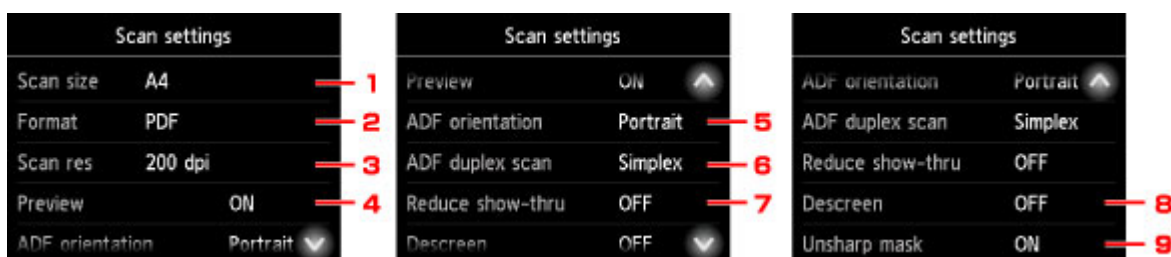 Scan settings
Scan size A4 1
Format PDF 2
Scan res 200 dpi 3
Preview ON 4
ADF orientation Portrait
Scan settings
Preview ON
ADF orientation Portrait 5
ADF duplex scan Simplex 6
Reduce show-thru OFF 7
Descreen OFF
Scan settings
ADF orientation Portrait
ADF duplex scan Simplex
Reduce show-thru OFF
Descreen OFF 8
Unsharp mask ON 9